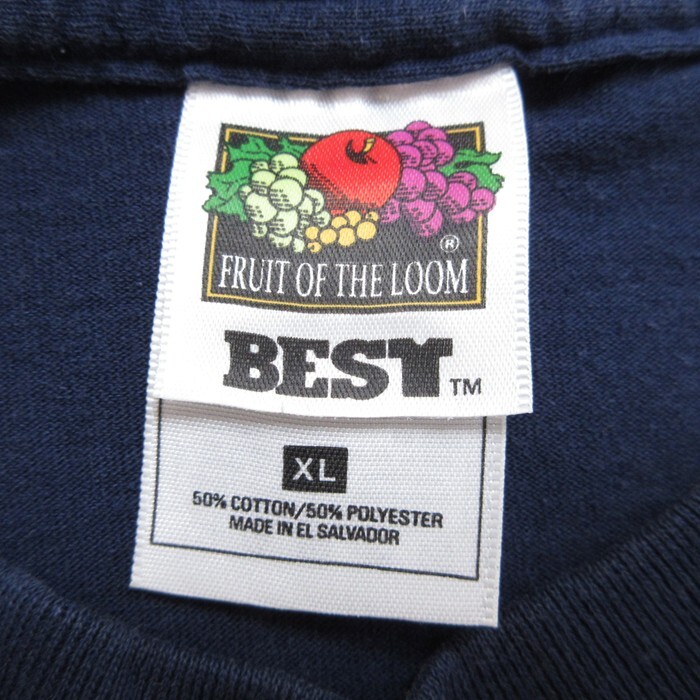 ®
FRUIT OF THE LOOM
BEST TM
XL
50% COTTON/50% POLYESTER
MADE IN EL SALVADOR